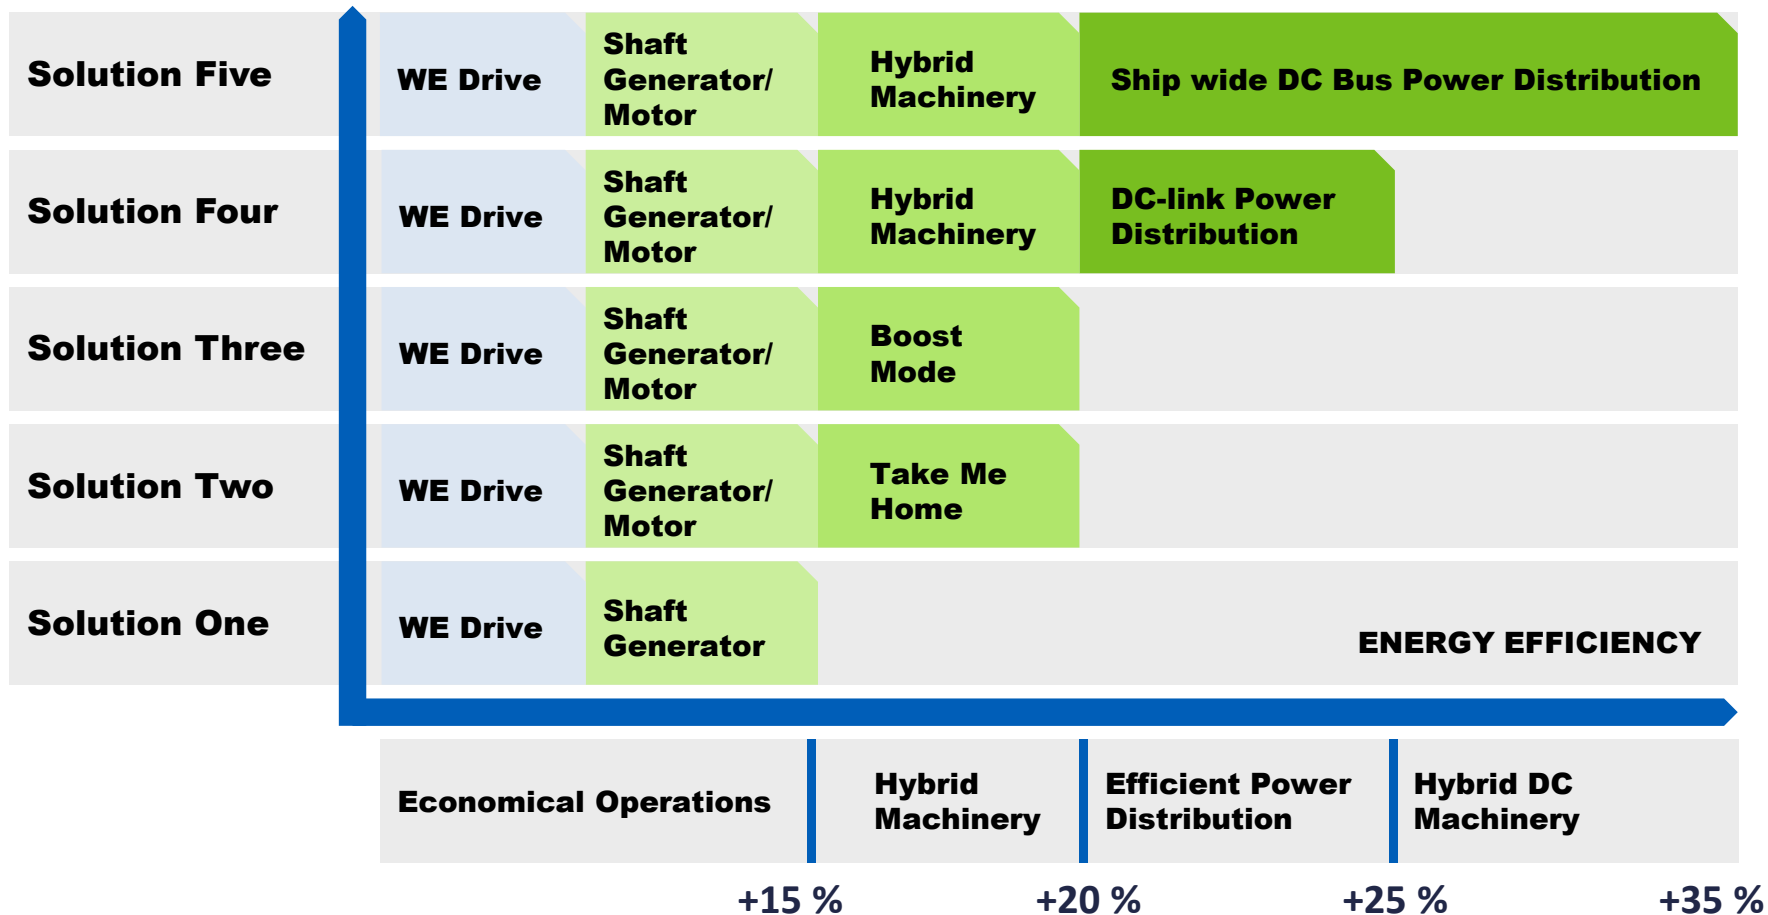 Solution Five
WE Drive
Shaft
Generator/
Motor
Hybrid
Machinery
Ship wide DC Bus Power Distribution
Solution Four
WE Drive
Shaft
Generator/
Motor
Hybrid
Machinery
DC-link Power
Distribution
Solution Three
WE Drive
Shaft
Generator/
Motor
Boost
Mode
Solution Two
WE Drive
Shaft
Generator/
Motor
Take Me
Home
Solution One
WE Drive
Shaft
Generator
ENERGY EFFICIENCY
Economical Operations
Hybrid
Machinery
Efficient Power
Distribution
Hybrid DC
Machinery
+15 %
+20 %
+25 %
+35 %